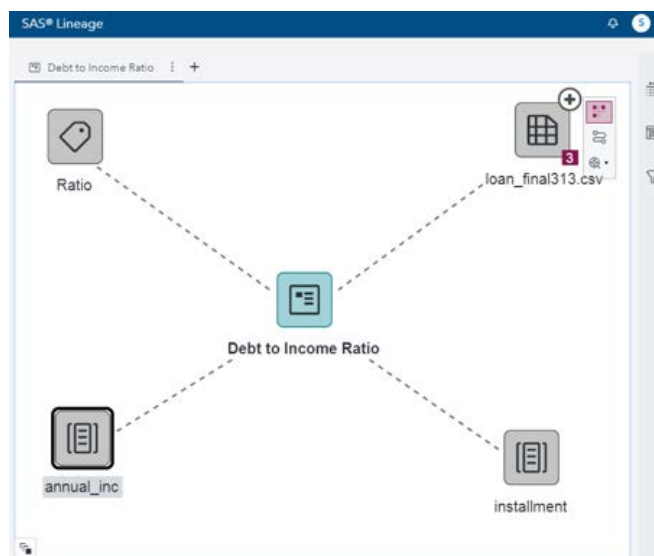 SAS® Lineage
S
Debt to Income Ratio
Ratio
3
loan_final313.csv
Debt to Income Ratio
annual_inc
installment